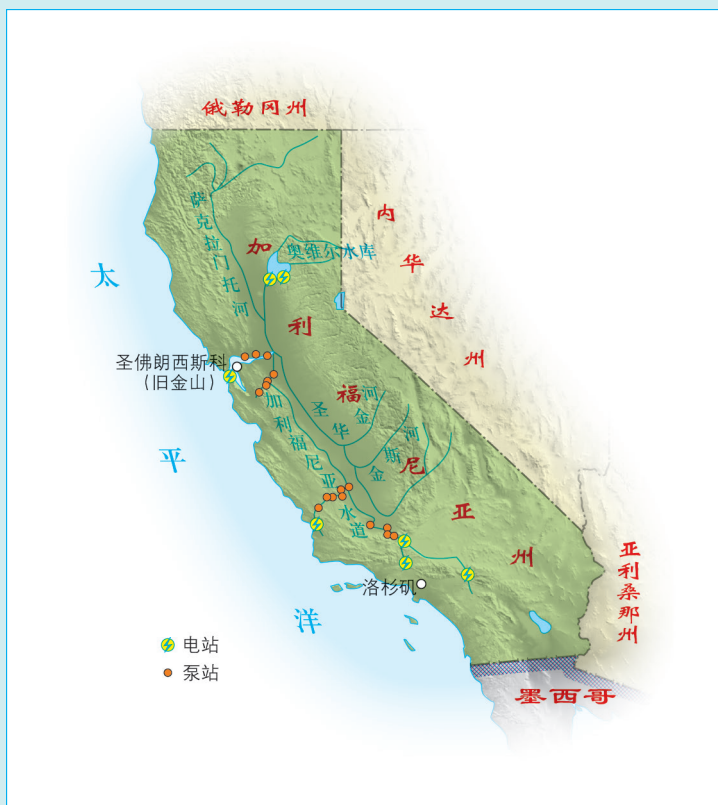 俄勒冈州
内华达州
萨克拉门托河
加利福尼亚州
奥维尔水库
太平洋
圣佛朗西斯科
（旧金山）
加利福尼亚水道
圣华金河
金斯河
亚利桑那州
洛杉矶
电站
泵站
墨西哥